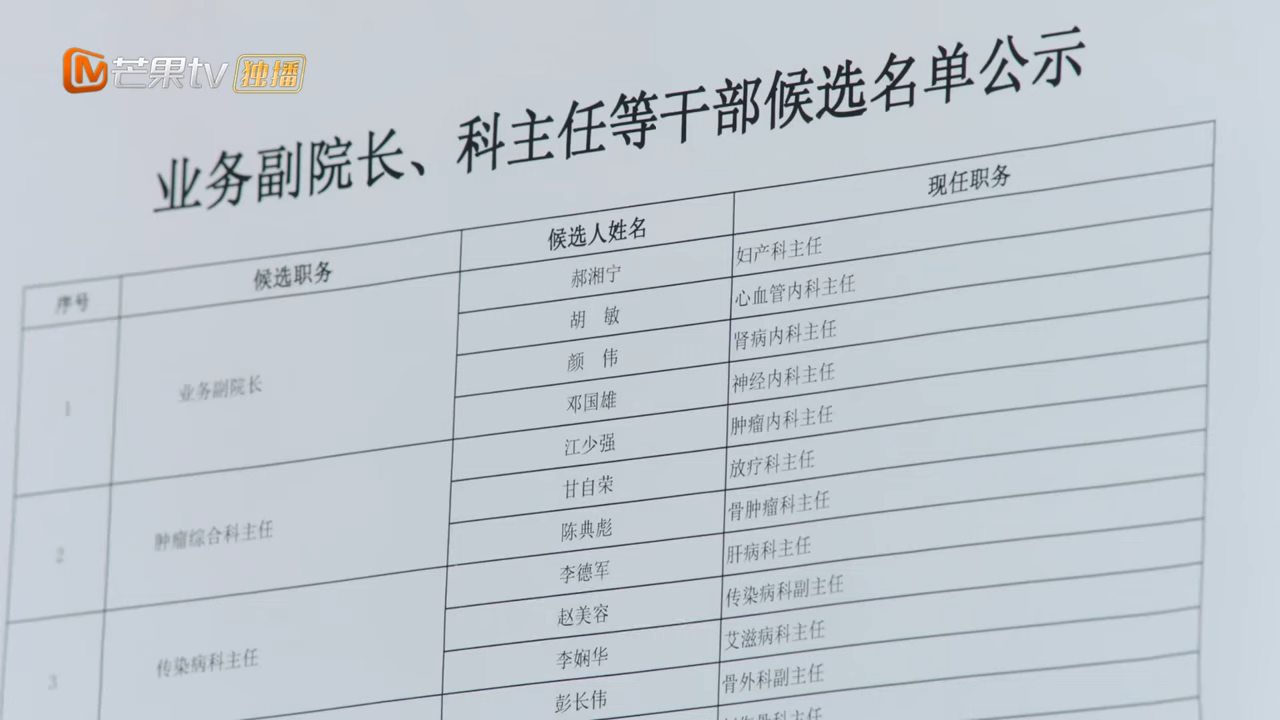 芒果tv 独播
业务副院长、科主任等干部候选名单公示
序号 候选职务 候选人姓名 现任职务
1 业务副院长 郝湘宁 妇产科主任
胡 敏 心血管内科主任
颜 伟 肾病内科主任
邓国雄 神经内科主任
2 肿瘤综合科主任 江少强 肿瘤内科主任
甘自荣 放疗科主任
陈典彪 骨肿瘤科主任
3 传染病科主任 李德军 肝病科主任
赵美容 传染病科副主任
李娴华 艾滋病科主任
彭长伟 骨外科副主任